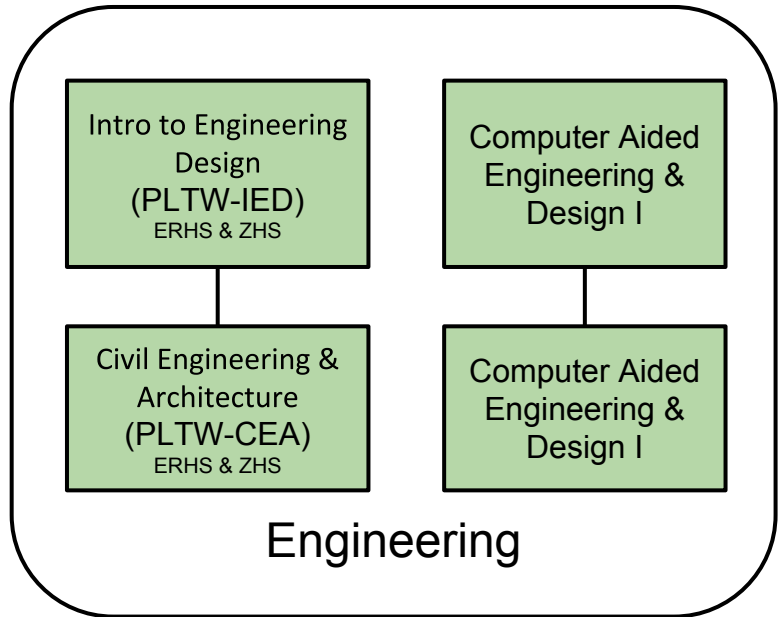 Intro to Engineering
Design
(PLTW-IED)
ERHS & ZHS
Computer Aided
Engineering &
Design I
Civil Engineering &
Architecture
(PLTW-CEA)
ERHS & ZHS
Computer Aided
Engineering &
Design I
Engineering